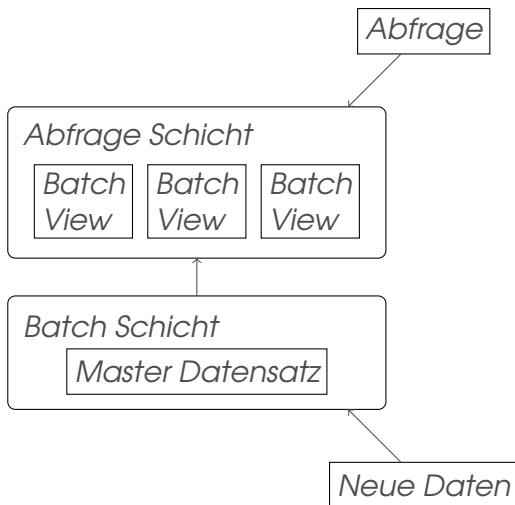 Abfrage
Abfrage Schicht
Batch View
Batch View
Batch View
Batch Schicht
Master Datensatz
Neue Daten